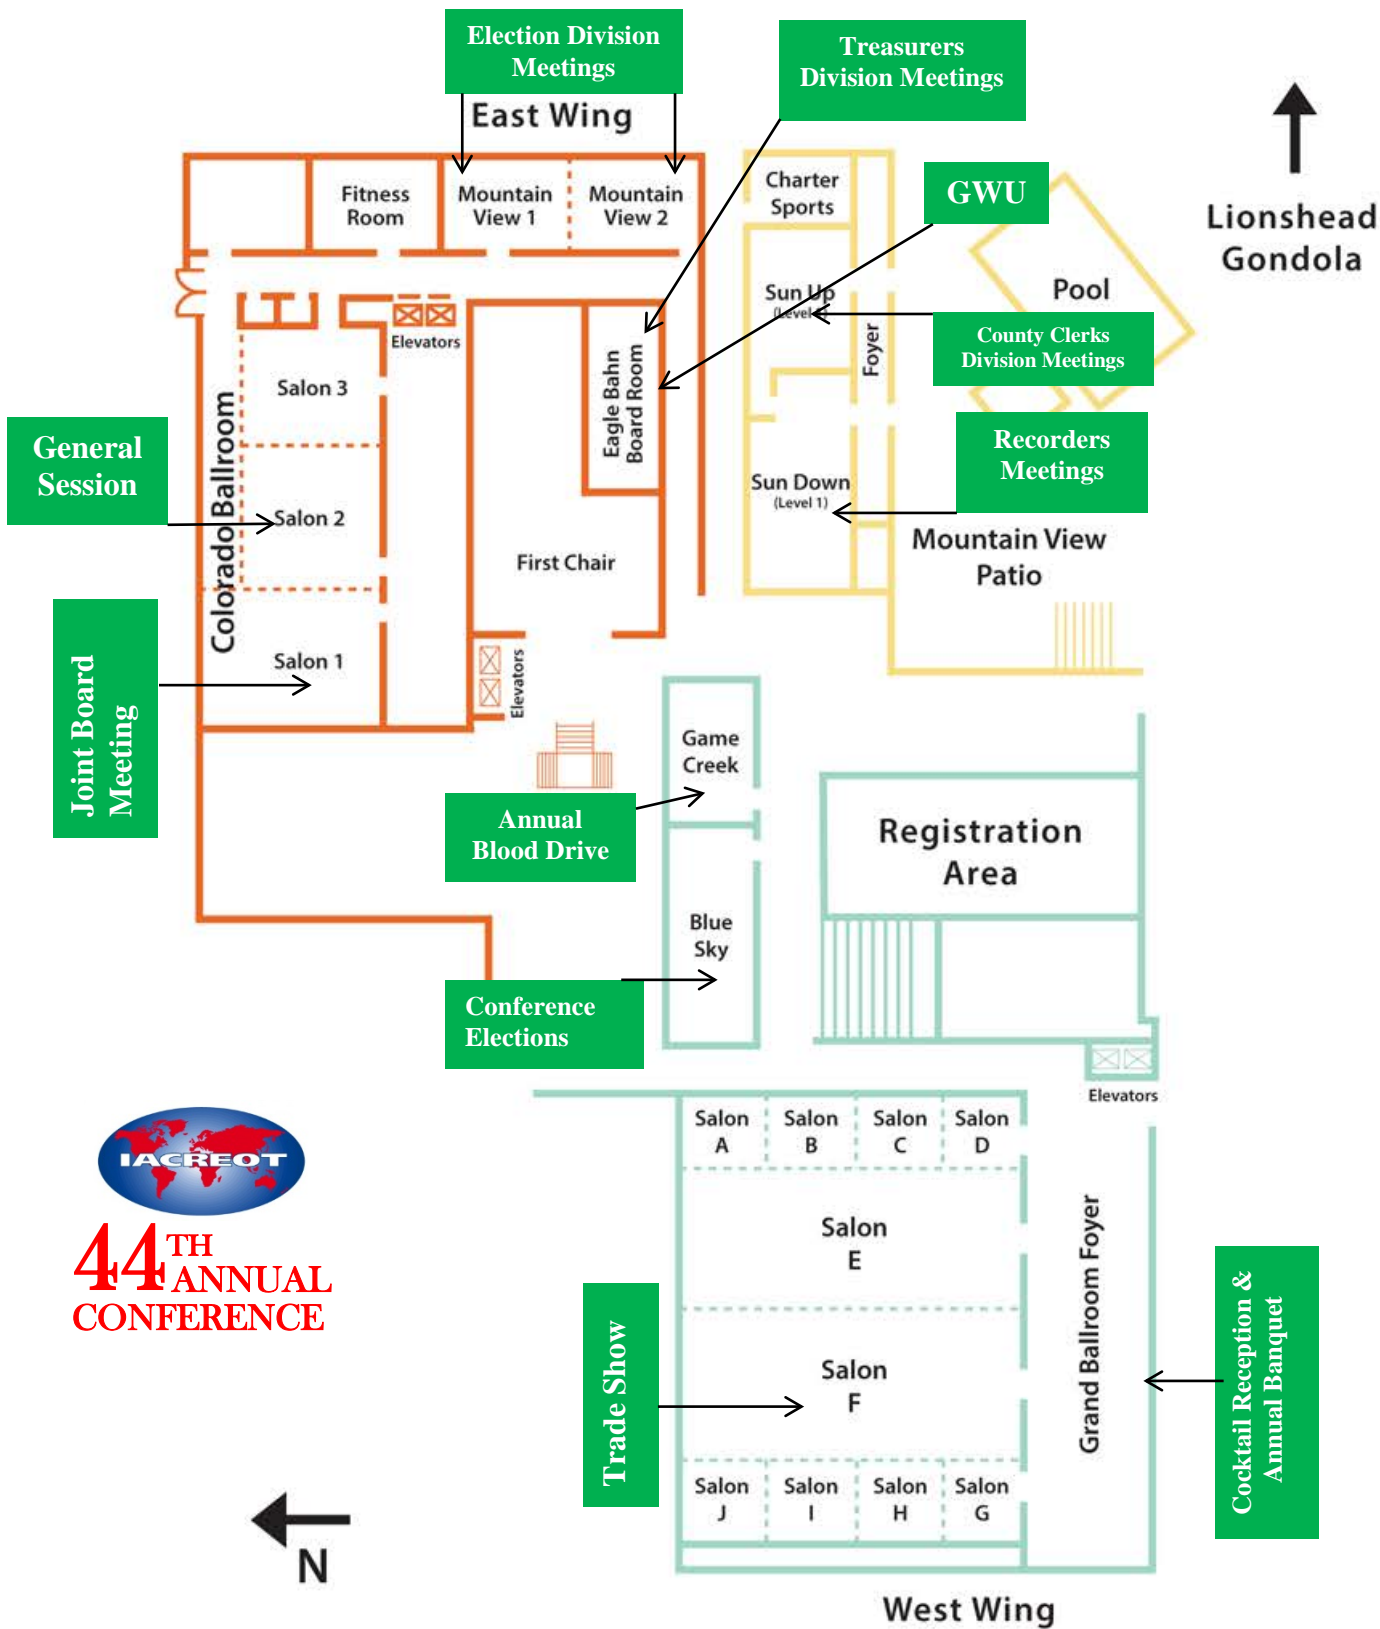 Election Division
Meetings
Treasurers
Division Meetings
East Wing
GWU
Lionshead
Gondola
Fitness
Room
Mountain
View 1
Mountain
View 2
Charter
Sports
Sun Up
Pool
County Clerks
Division Meetings
Foyer
Elevators
Eagle Bahn
Board Room
Salon 3
Colorado Ballroom
General
Session
Salon 2
Recorders
Meetings
Sun Down
(Level 1)
Mountain View
Patio
First Chair
Joint Board
Meeting
Salon 1
Elevators
Game
Creek
Annual
Blood Drive
Registration
Area
Blue
Sky
Conference
Elections
Elevators
IACREOT
44TH
ANNUAL
CONFERENCE
Salon
A
Salon
B
Salon
C
Salon
D
Salon
E
Grand Ballroom Foyer
Cocktail Reception &
Annual Banquet
Trade Show
Salon
F
Salon
J
Salon
I
Salon
H
Salon
G
N
West Wing